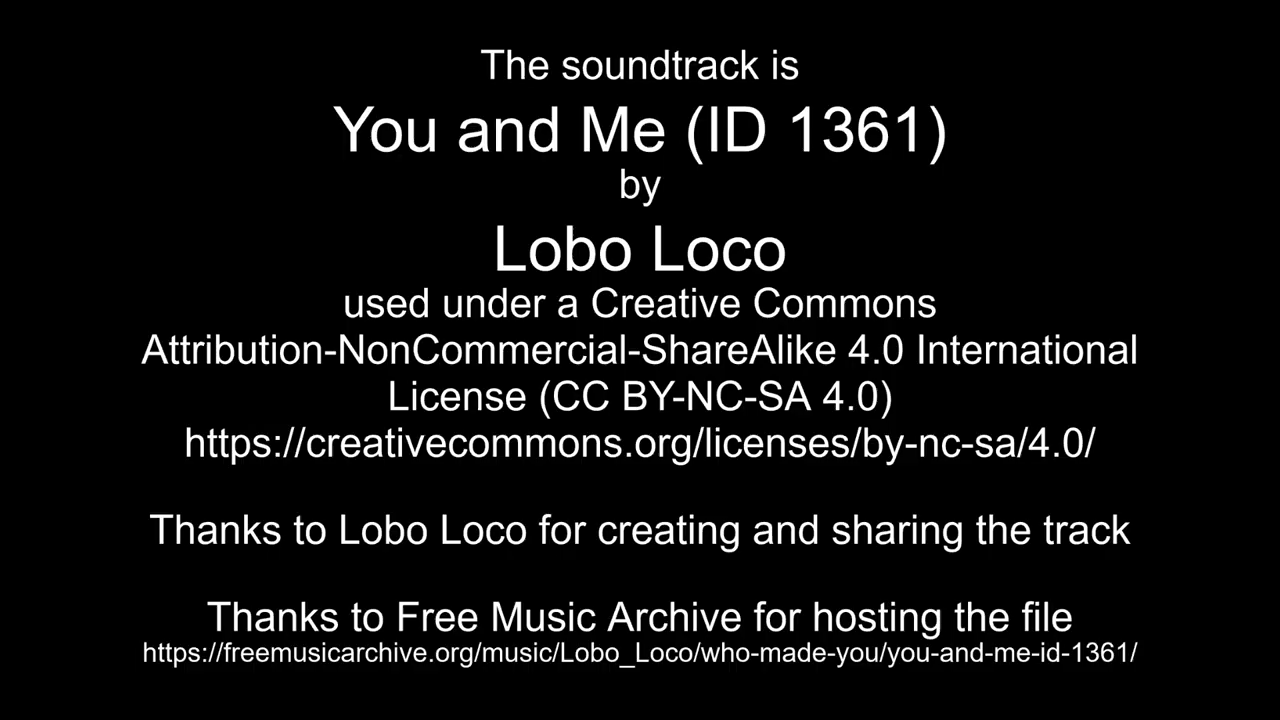 The soundtrack is
You and Me (ID 1361)
by
Lobo Loco
used under a Creative Commons
Attribution-NonCommercial-ShareAlike 4.0 International
License (CC BY-NC-SA 4.0)
https://creativecommons.org/licenses/by-nc-sa/4.0/
Thanks to Lobo Loco for creating and sharing the track
Thanks to Free Music Archive for hosting the file
https://freemusicarchive.org/music/Lobo_Loco/who-made-you/you-and-me-id-1361/